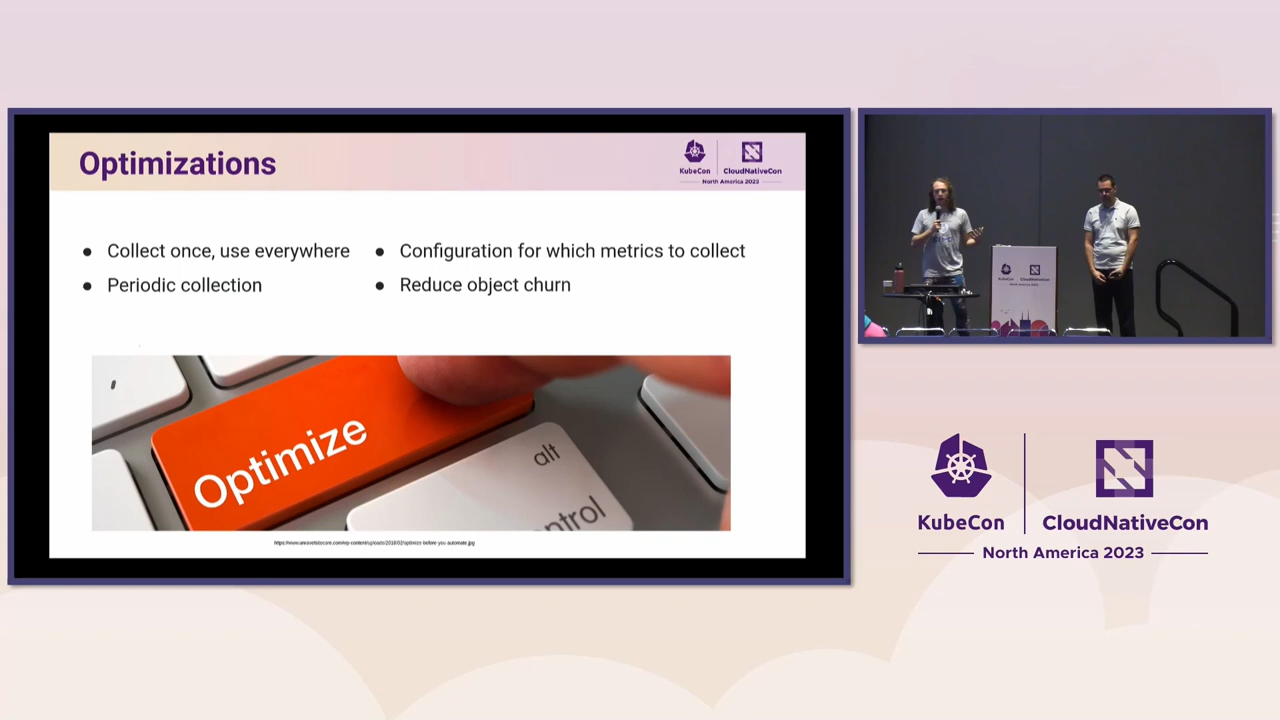 Optimizations
KubeCon
CloudNativeCon
North America 2023
● Collect once, use everywhere
● Periodic collection
● Configuration for which metrics to collect
● Reduce object churn
Optimize
alt
ontrol
KubeCon
CloudNativeCon
North America 2023